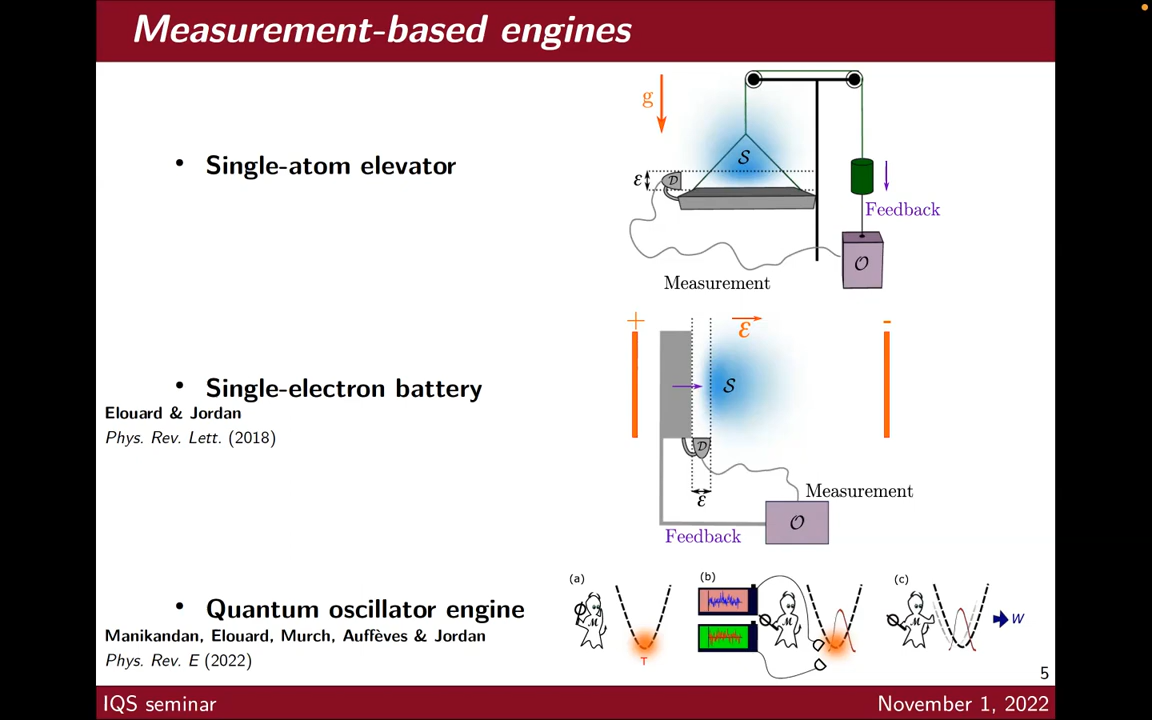 Measurement-based engines
• Single-atom elevator
g
S
ε
D
Feedback
O
Measurement
• Single-electron battery
Elouard & Jordan
Phys. Rev. Lett. (2018)
+
ℰ
-
S
D
ε
Measurement
O
Feedback
• Quantum oscillator engine
Manikandan, Elouard, Murch, Auffèves & Jordan
Phys. Rev. E (2022)
(a)
M
T
(b)
M
(c)
M
W
5
IQS seminar
November 1, 2022